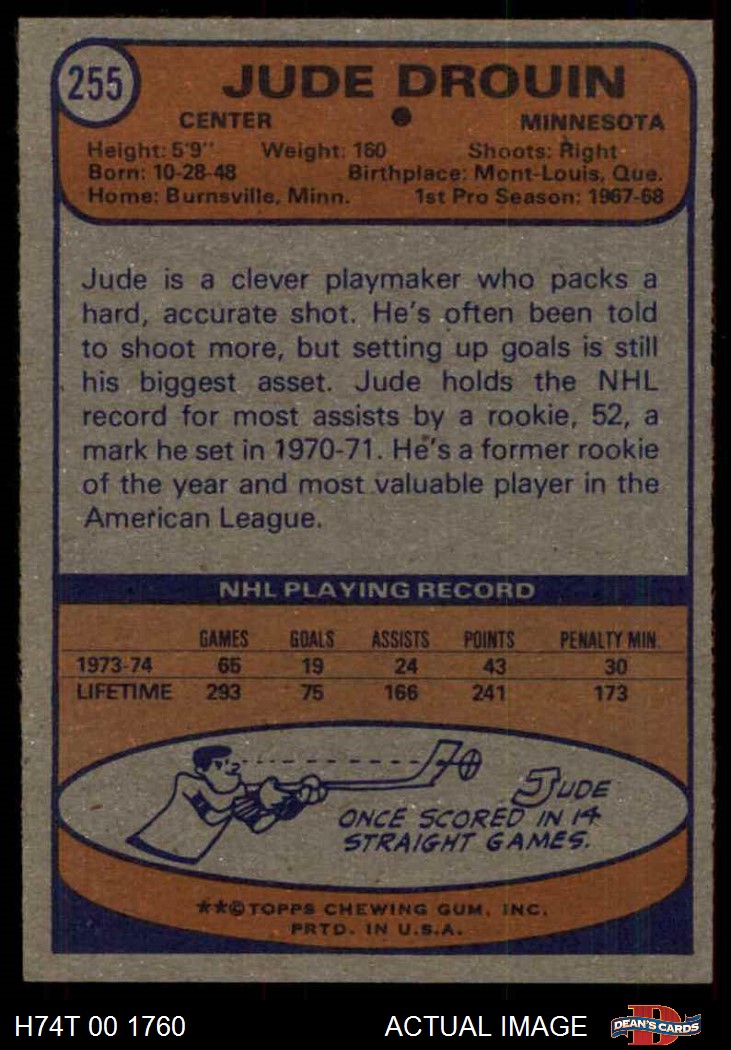 255
JUDE DROUIN
CENTER ● MINNESOTA
Height: 5'9" Weight: 160 Shoots: Right
Born: 10-28-48 Birthplace: Mont-Louis, Que.
Home: Burnsville, Minn. 1st Pro Season: 1967-68
Jude is a clever playmaker who packs a
hard, accurate shot. He's often been told
to shoot more, but setting up goals is still
his biggest asset. Jude holds the NHL
record for most assists by a rookie, 52, a
mark he set in 1970-71. He's a former rookie
of the year and most valuable player in the
American League.
NHL PLAYING RECORD
GAMES GOALS ASSISTS POINTS PENALTY MIN.
1973-74 65 19 24 43 30
LIFETIME 293 75 166 241 173
JUDE
ONCE SCORED IN 14
STRAIGHT GAMES.
**©TOPPS CHEWING GUM, INC.
PRTD. IN U.S.A.
H74T 00 1760 ACTUAL IMAGE D DEAN'S CARDS